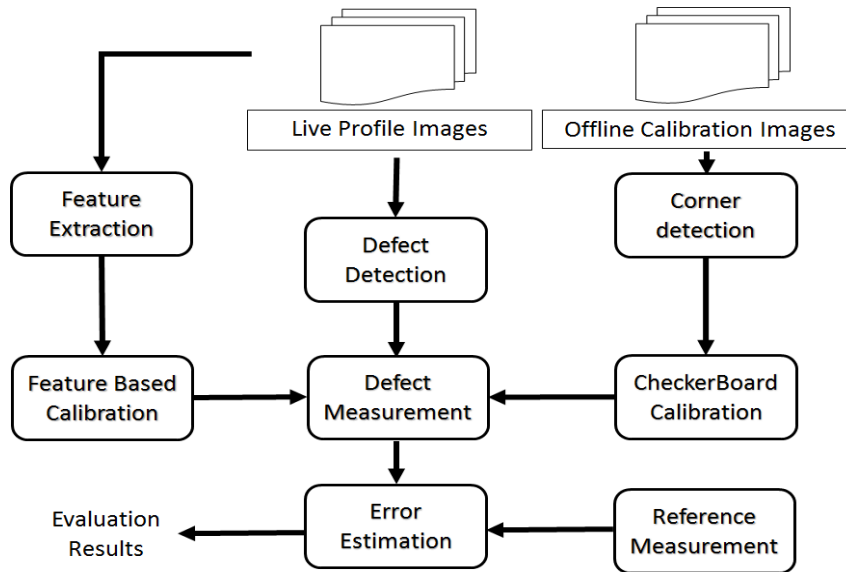 Live Profile Images
Offline Calibration Images
Feature
Extraction
Defect
Detection
Corner
detection
Feature Based
Calibration
Defect
Measurement
CheckerBoard
Calibration
Evaluation
Results
Error
Estimation
Reference
Measurement